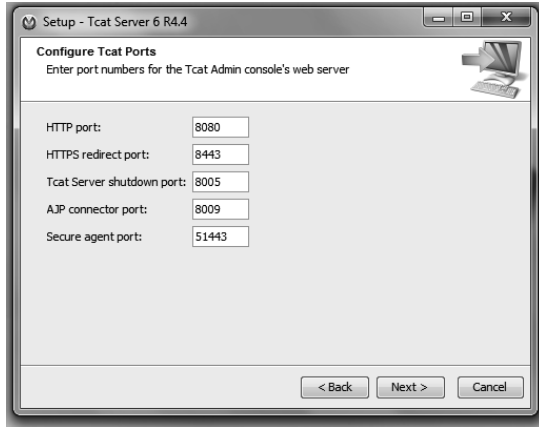 Setup - Tcat Server 6 R4.4
Configure Tcat Ports
Enter port numbers for the Tcat Admin console's web server
HTTP port: 8080
HTTPS redirect port: 8443
Tcat Server shutdown port: 8005
AJP connector port: 8009
Secure agent port: 51443
< Back Next > Cancel